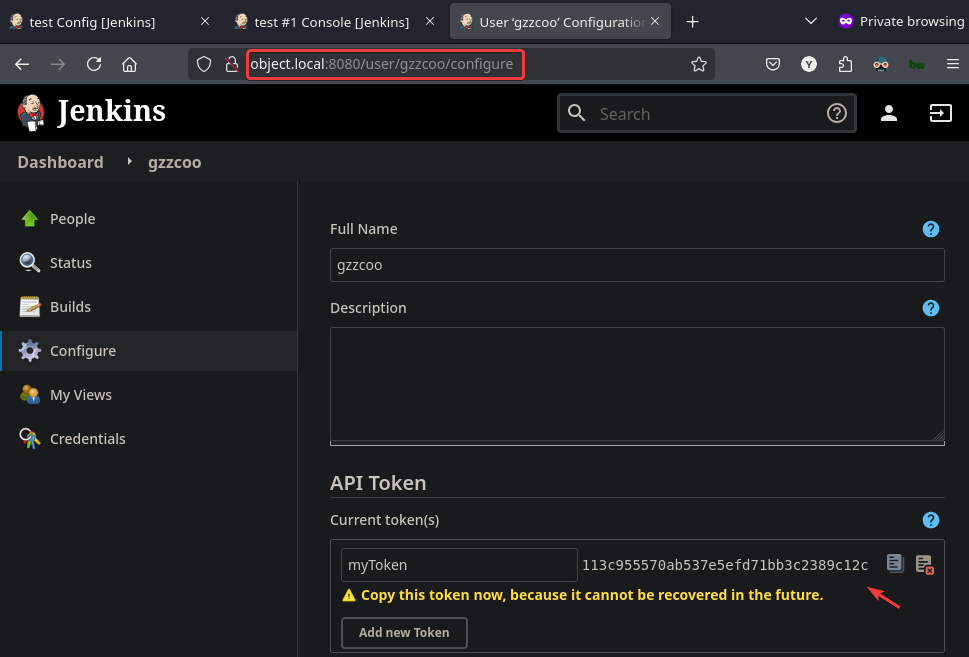 test Config [Jenkins]
test #1 Console [Jenkins]
User ‘gzzcoo’ Configuration
Private browsing
object.local:8080/user/gzzcoo/configure
Y
bw
Jenkins
Search
Dashboard
gzzcoo
People
Status
Builds
Configure
My Views
Credentials
Full Name
gzzcoo
Description
API Token
Current token(s)
myToken 113c955570ab537e5efd71bb3c2389c12c
Copy this token now, because it cannot be recovered in the future.
Add new Token